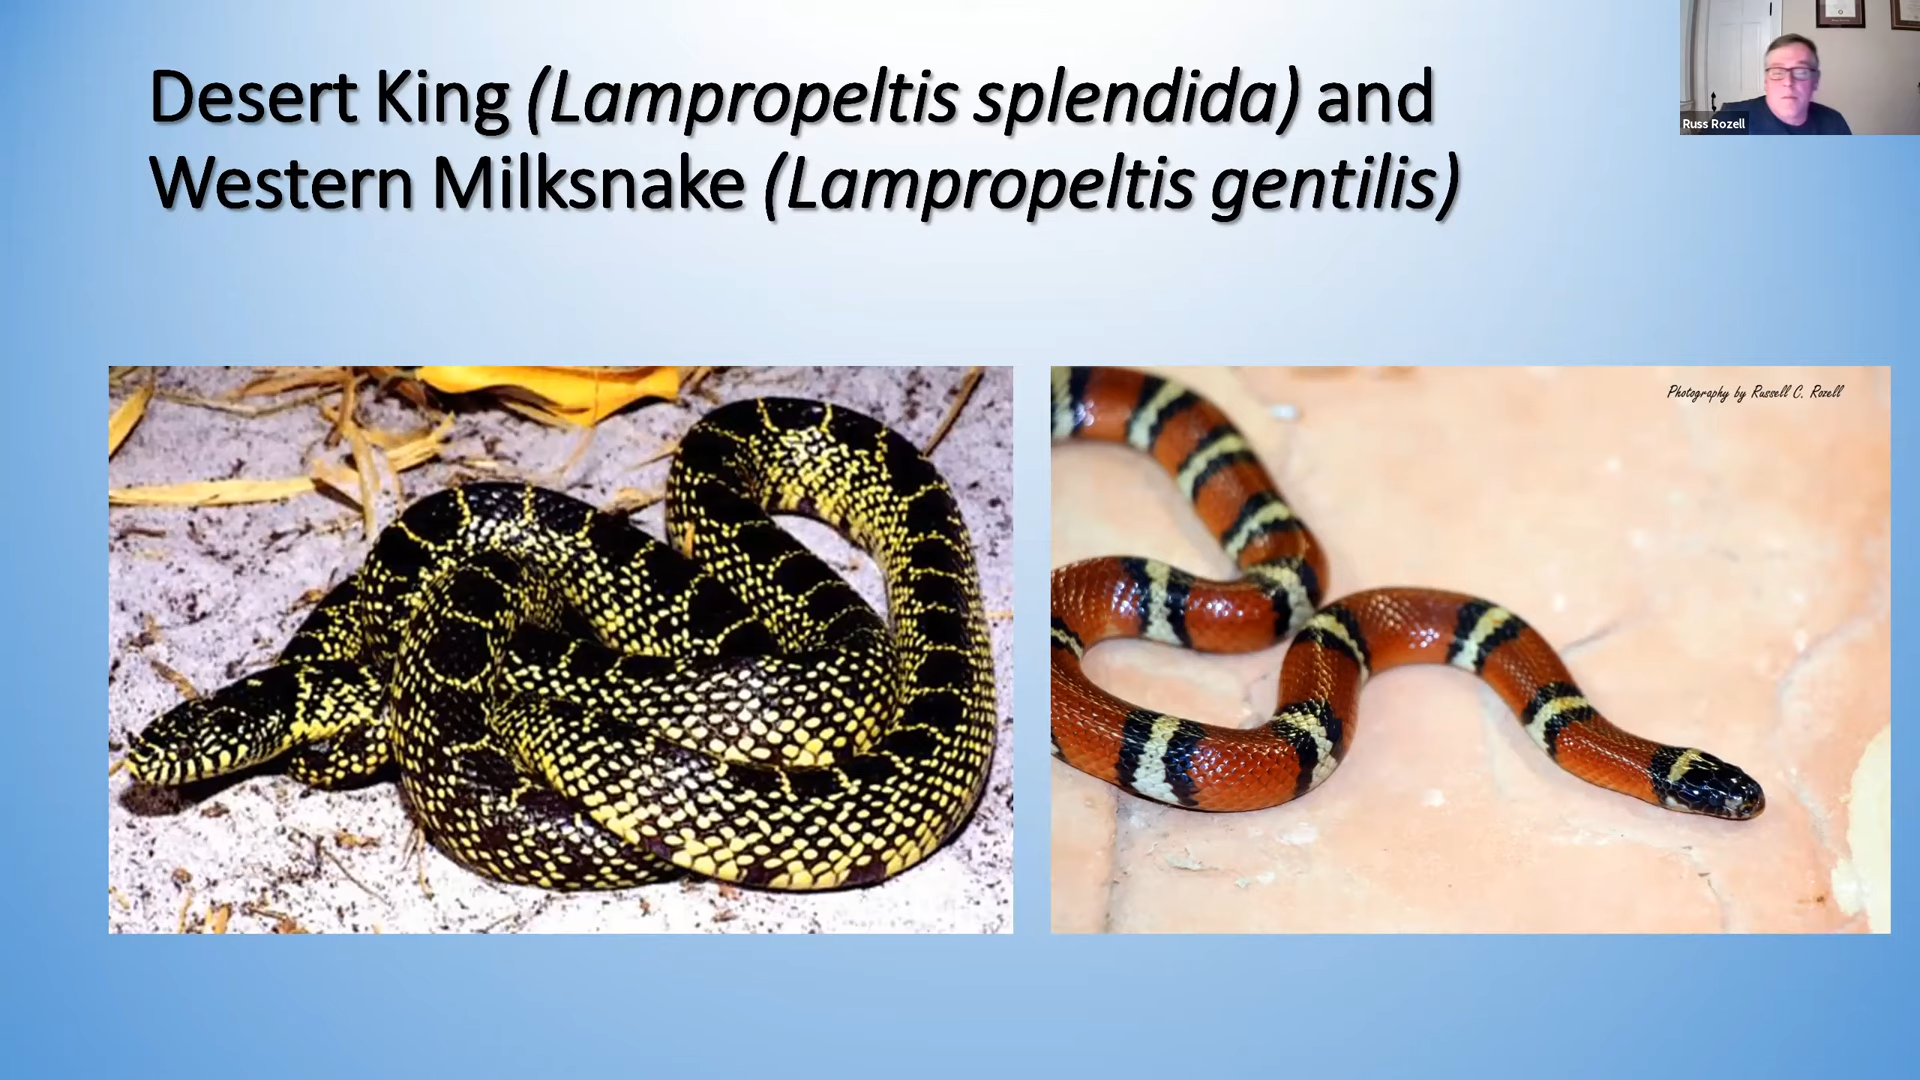 Desert King (Lampropeltis splendida) and
Western Milksnake (Lampropeltis gentilis)
Russ Rozell
Photography by Russell C. Rozell